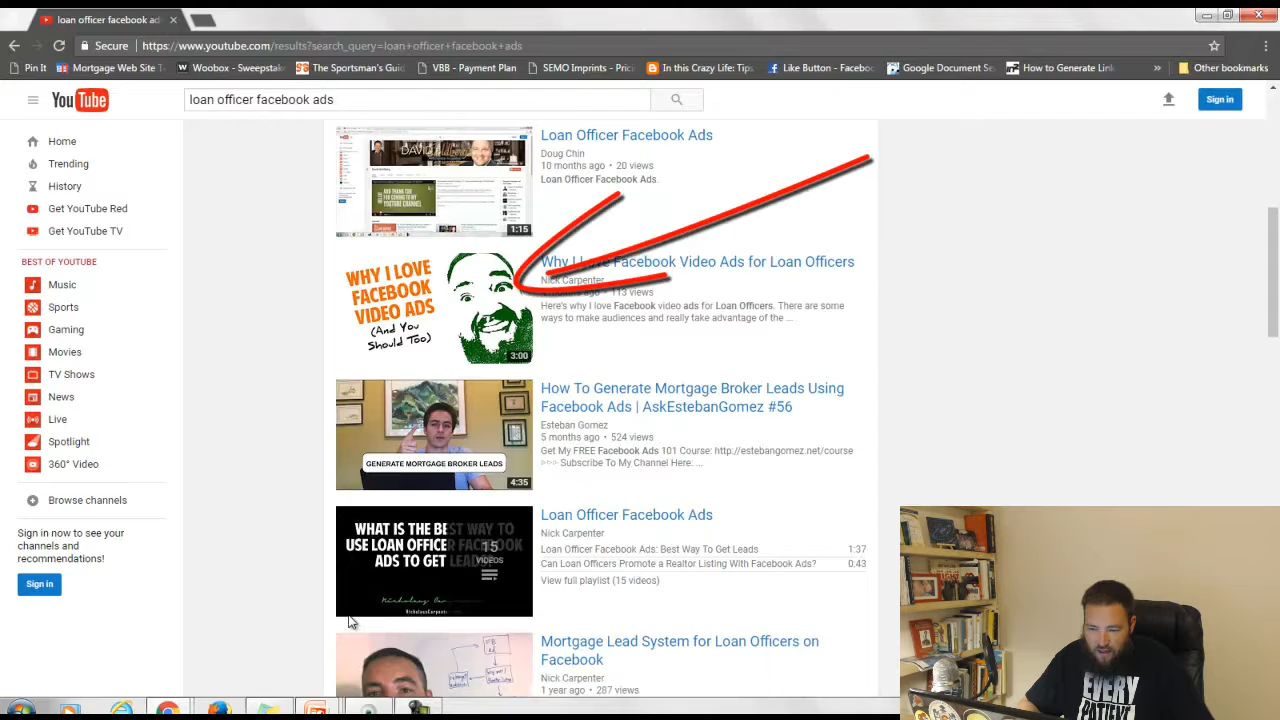 loan officer facebook ads
Secure
https://www.youtube.com/results?search_query=loan+officer+facebook+ads
Pin It
Mortgage Web Site T
Woobox - Sweepstak
The Sportsman's Guid
VBB - Payment Plan
SEMO Imprints - Prici
In this Crazy Life: Tips
Like Button - Faceboo
Google Document Se
How to Generate Link
»
Other bookmarks
YouTube
loan officer facebook ads
Sign in
Home
Trending
History
Get YouTube Red
Get YouTube TV
BEST OF YOUTUBE
Music
Sports
Gaming
Movies
TV Shows
News
Live
Spotlight
360° Video
Browse channels
Sign in now to see your
channels and
recommendations!
Sign in
DAVID
1:15
Loan Officer Facebook Ads
Doug Chin
10 months ago • 20 views
Loan Officer Facebook Ads.
WHY I LOVE
FACEBOOK
VIDEO ADS
(And You
Should Too)
3:00
Why I Love Facebook Video Ads for Loan Officers
Nick Carpenter
months ago • 113 views
Here's why I love Facebook video ads for Loan Officers. There are some
ways to make audiences and really take advantage of the ...
GENERATE MORTGAGE BROKER LEADS
4:35
How To Generate Mortgage Broker Leads Using
Facebook Ads | AskEstebanGomez #56
Esteban Gomez
5 months ago • 524 views
Get My FREE Facebook Ads 101 Course: http://estebangomez.net/course
>>> Subscribe To My Channel Here: ...
WHAT IS THE BEST WAY TO
USE LOAN OFFICER FACEBOOK
ADS TO GET LEADS
15
VIDEOS
Loan Officer Facebook Ads
Nick Carpenter
Loan Officer Facebook Ads: Best Way To Get Leads 1:37
Can Loan Officers Promote a Realtor Listing With Facebook Ads? 0:43
View full playlist (15 videos)
Mortgage Lead System for Loan Officers on
Facebook
Nick Carpenter
1 year ago • 287 views
EVERY
PATIENT